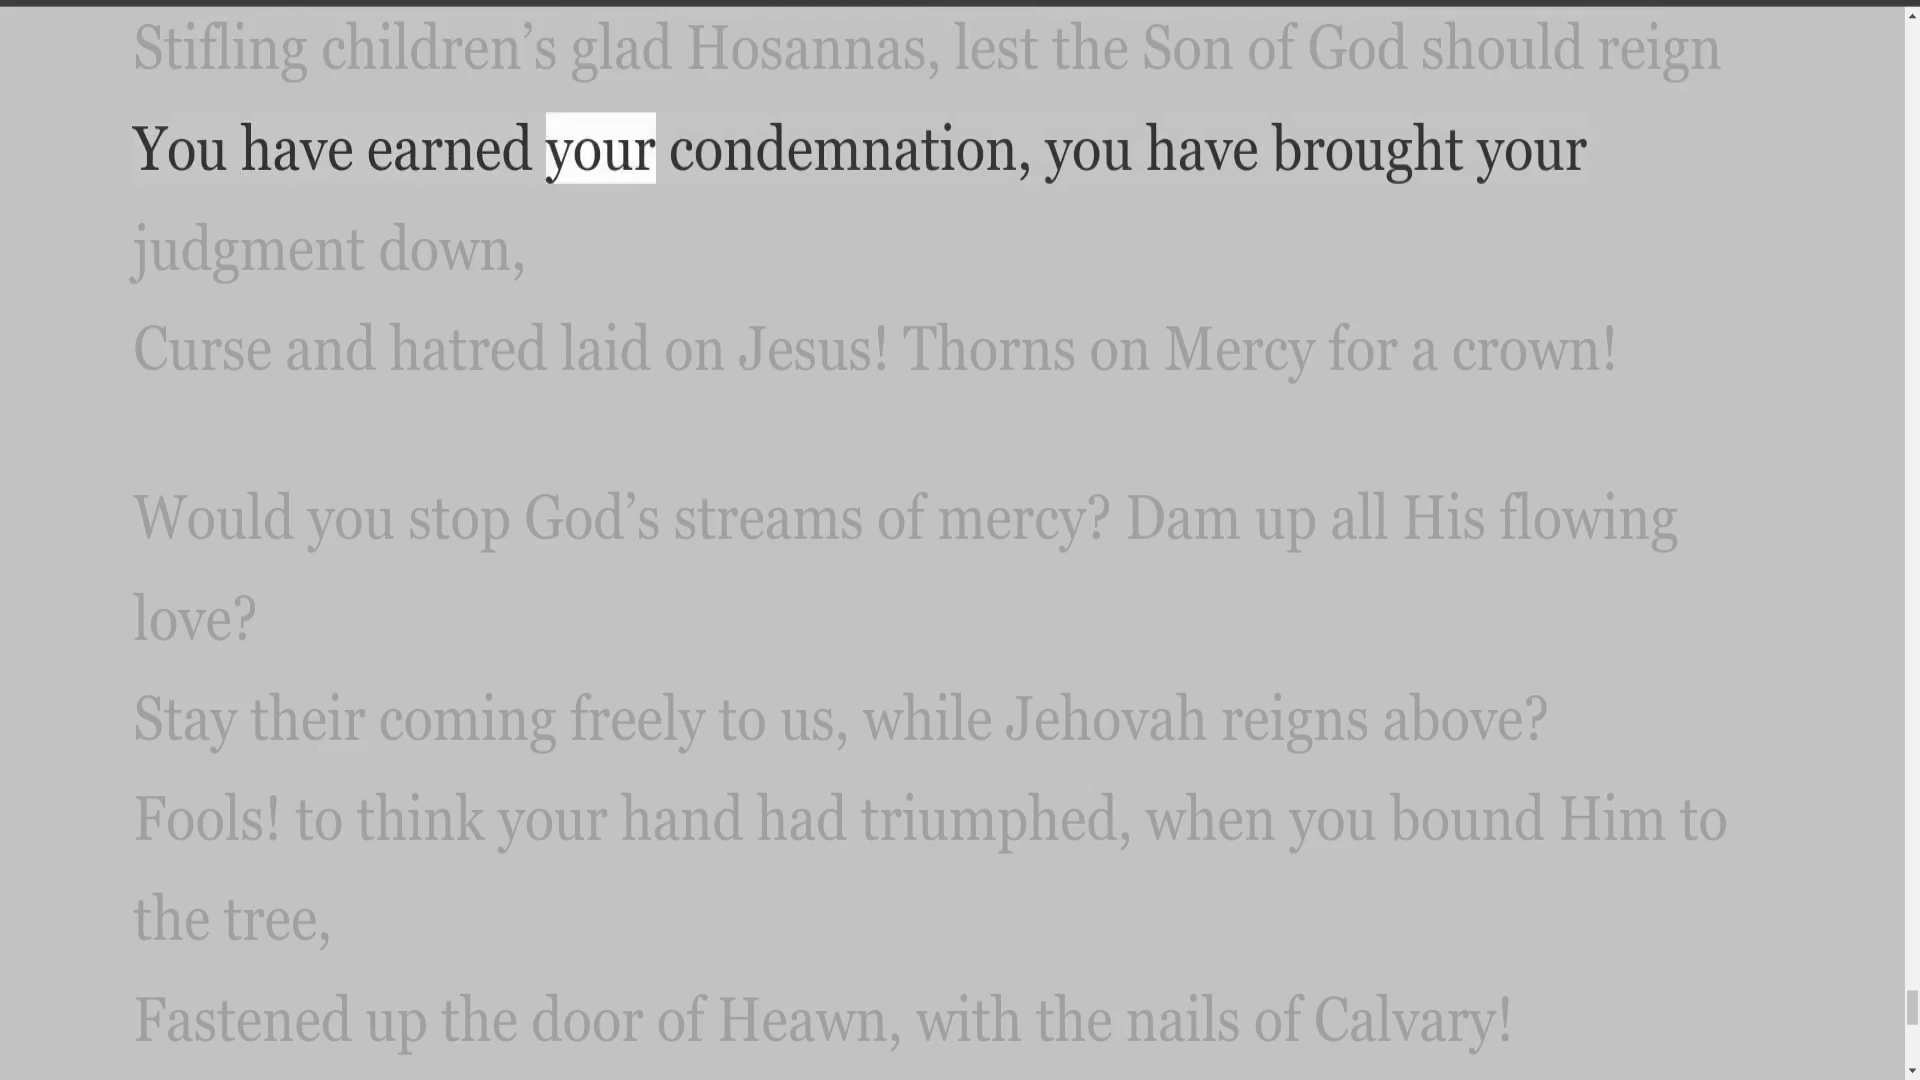 Stifling children’s glad Hosannas, lest the Son of God should reign
You have earned your condemnation, you have brought your
judgment down,
Curse and hatred laid on Jesus! Thorns on Mercy for a crown!
Would you stop God’s streams of mercy? Dam up all His flowing
love?
Stay their coming freely to us, while Jehovah reigns above?
Fools! to think your hand had triumphed, when you bound Him to
the tree,
Fastened up the door of Heawn, with the nails of Calvary!